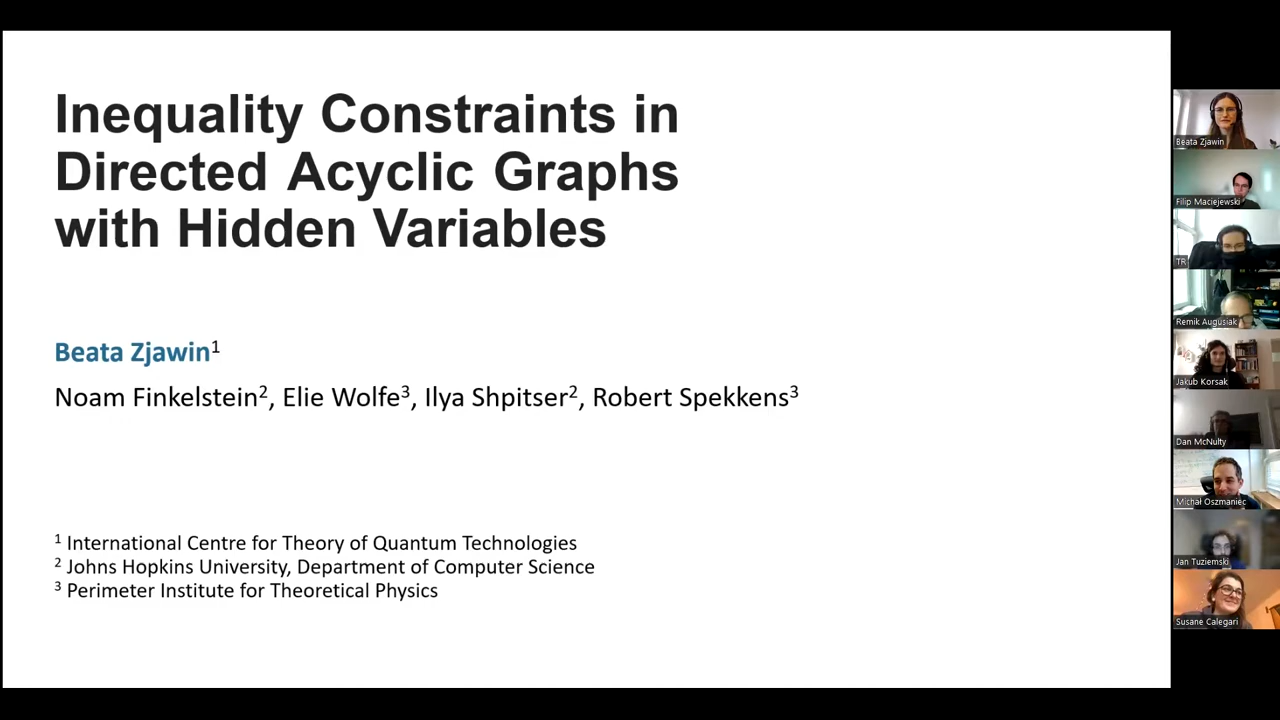 Inequality Constraints in
Directed Acyclic Graphs
with Hidden Variables
Beata Zjawin¹
Noam Finkelstein², Elie Wolfe³, Ilya Shpitser², Robert Spekkens³
¹ International Centre for Theory of Quantum Technologies
² Johns Hopkins University, Department of Computer Science
³ Perimeter Institute for Theoretical Physics
Beata Zjawin
Filip Maciejewski
TR
Remik Augusiak
Jakub Korsak
Dan McNulty
Michał Oszmaniec
Jan Tuziemski
Susane Calegari